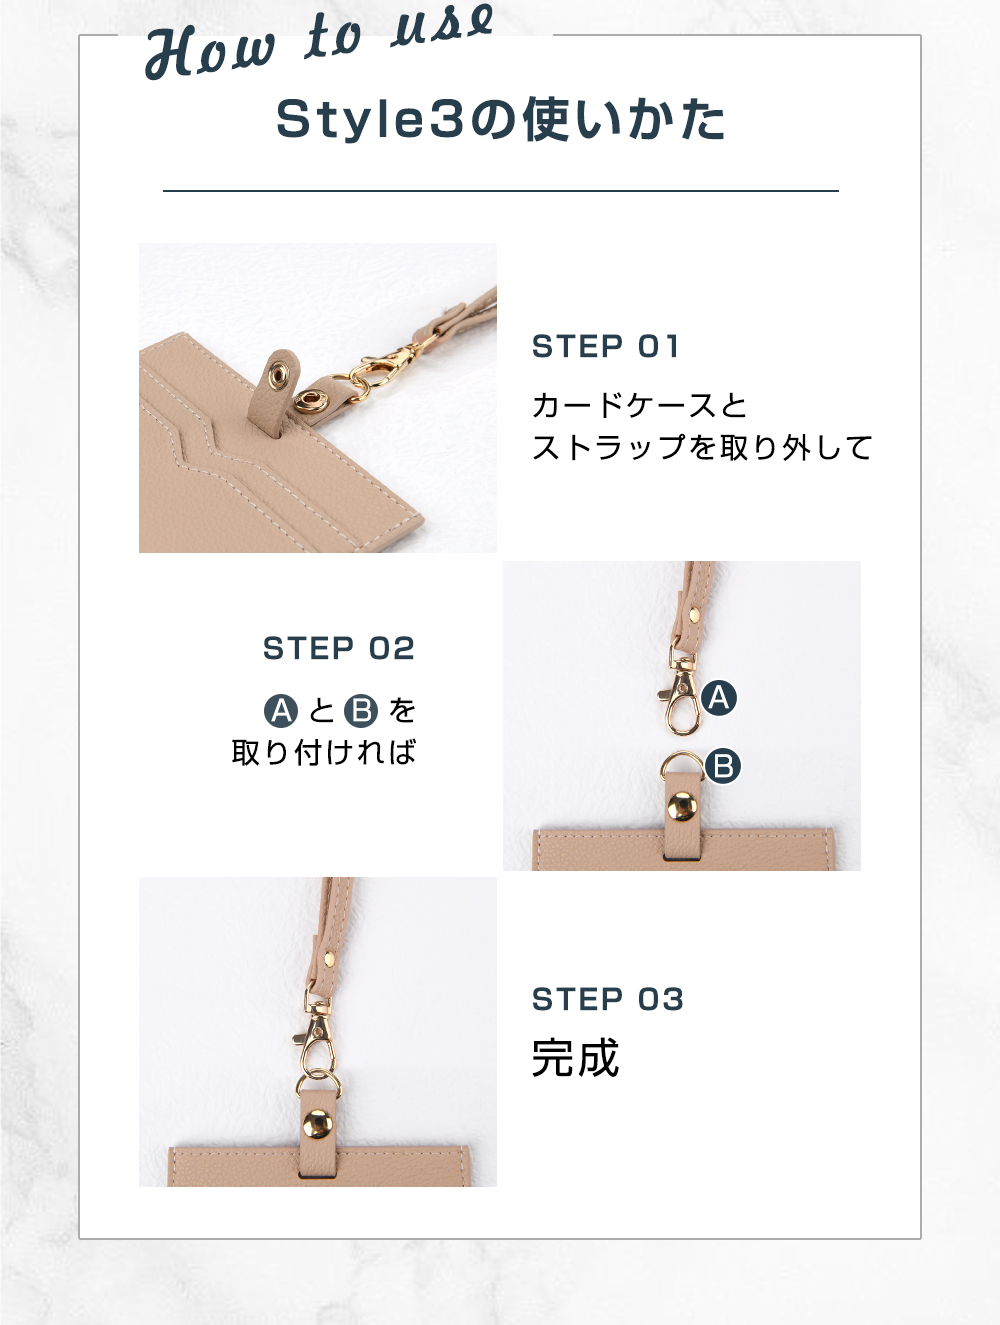 How to use
Style3の使いかた
STEP 01
カードケースと
ストラップを取り外して
STEP 02
A と B を
取り付ければ
A
B
STEP 03
完成